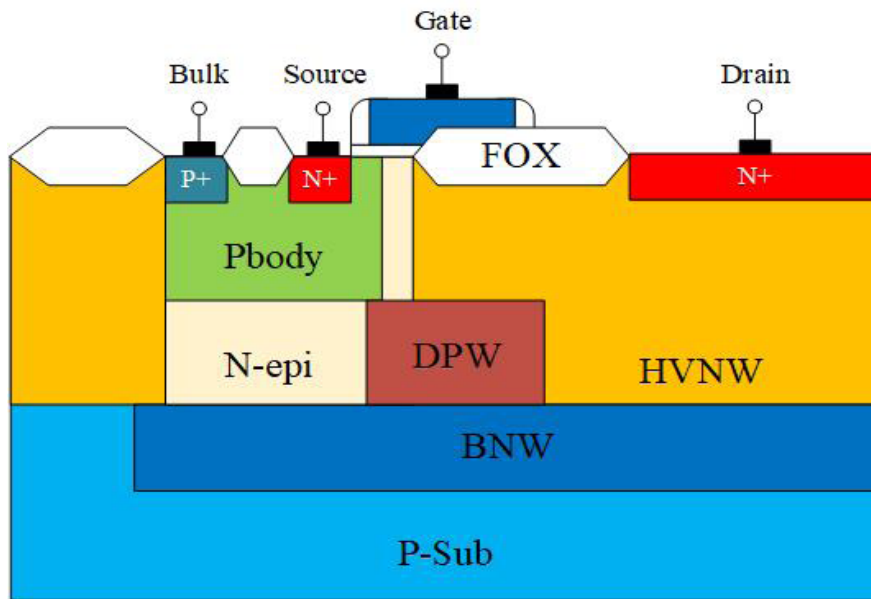 Gate
Bulk
Source
Drain
FOX
P+
N+
N+
Pbody
N-epi
DPW
HVNW
BNW
P-Sub